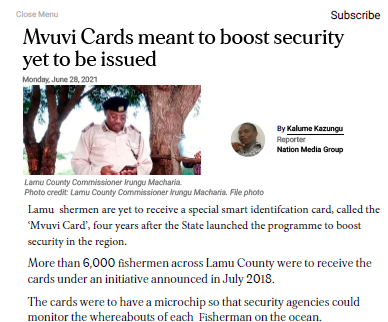 Close Menu
Subscribe
Mvuvi Cards meant to boost security
yet to be issued
Monday, June 28, 2021
By Kalume Kazungu
Reporter
Nation Media Group
Lamu County Commissioner Irungu Macharia.
Photo credit: Lamu County Commissioner Irungu Macharia. File photo
Lamu shermen are yet to receive a special smart identifcation card, called the
‘Mvuvi Card’, four years after the State launched the programme to boost
security in the region.
More than 6,000 fishermen across Lamu County were to receive the
cards under an initiative announced in July 2018.
The cards were to have a microchip so that security agencies could
monitor the whereabouts of each Fisherman on the ocean.